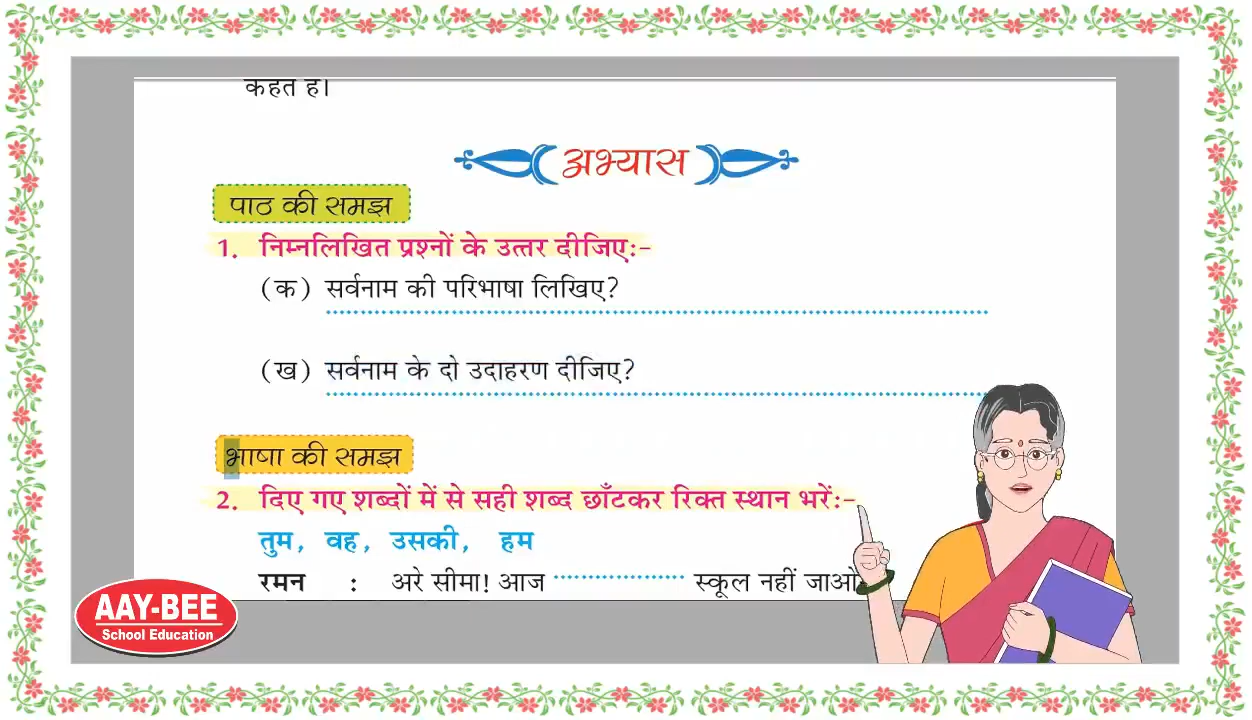 कहते हैं।
अभ्यास
पाठ की समझ
1. निम्नलिखित प्रश्नों के उत्तर दीजिए:-
(क) सर्वनाम की परिभाषा लिखिए?
(ख) सर्वनाम के दो उदाहरण दीजिए?
भाषा की समझ
2. दिए गए शब्दों में से सही शब्द छाँटकर रिक्त स्थान भरें:-
तुम, वह, उसकी, हम
रमन : अरे सीमा! आज .................... स्कूल नहीं जाओ
AAY-BEE
School Education